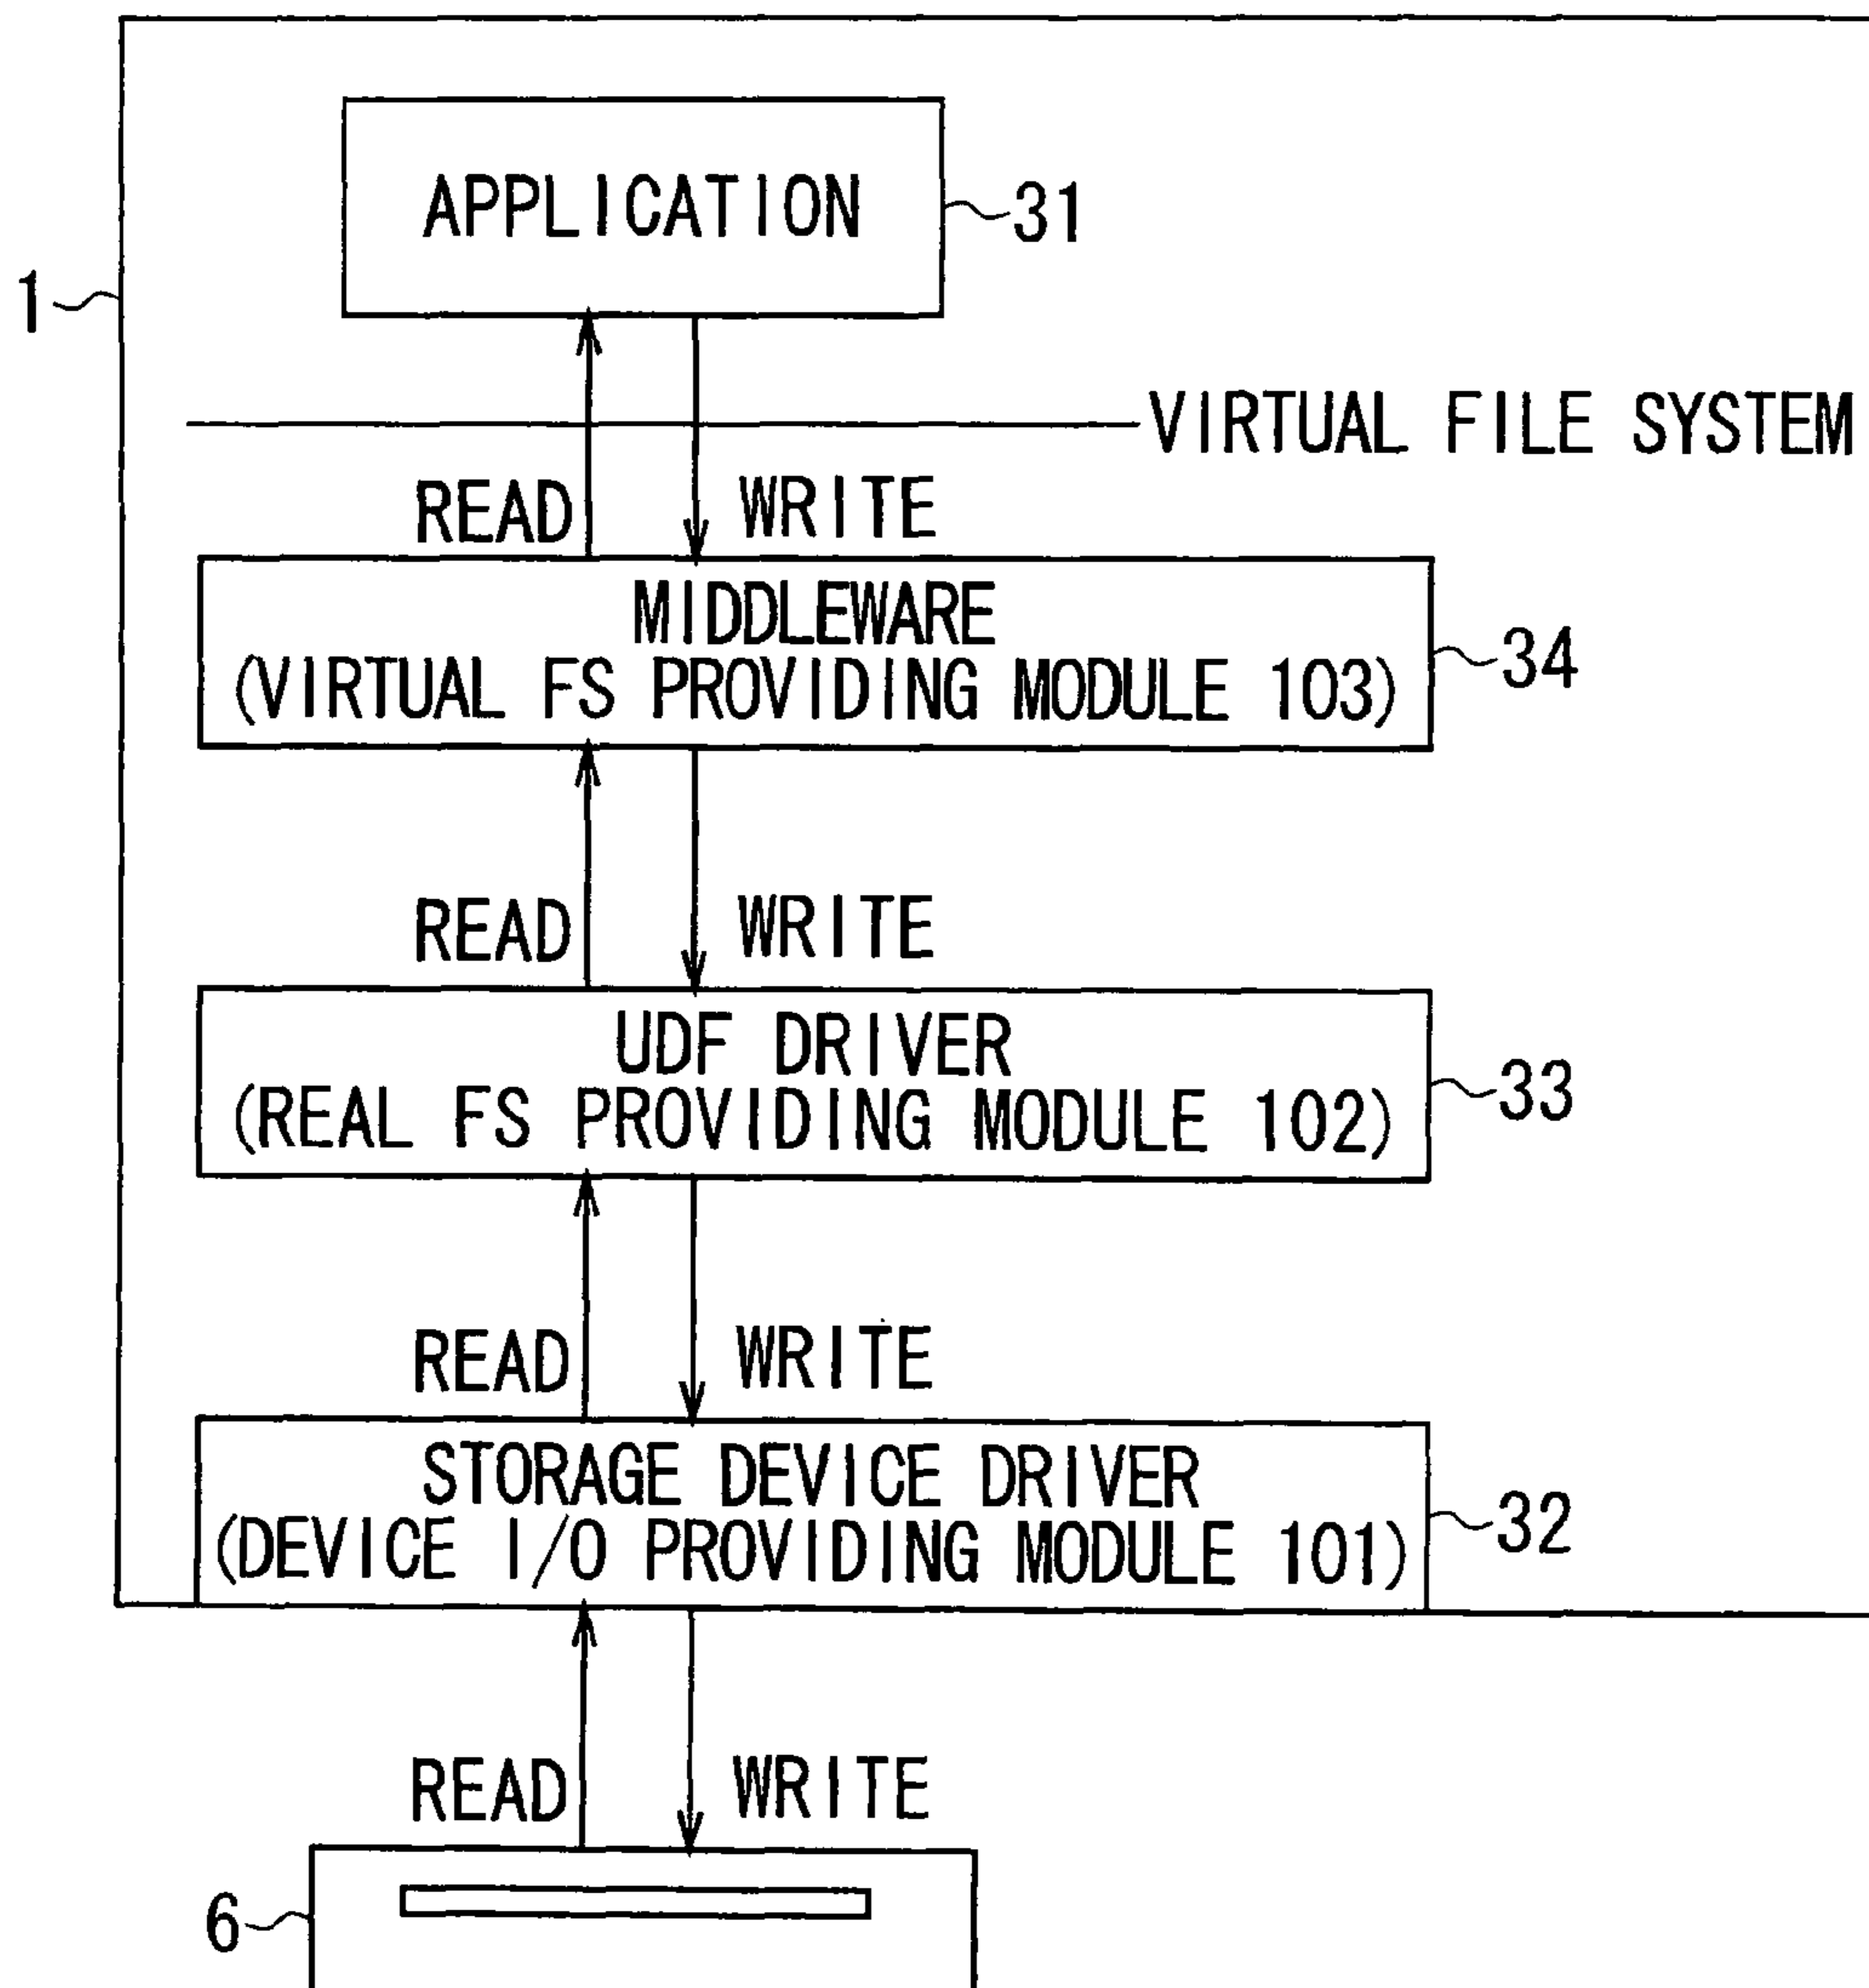 APPLICATION
31
1
VIRTUAL FILE SYSTEM
READ
WRITE
MIDDLEWARE
(VIRTUAL FS PROVIDING MODULE 103)
34
READ
WRITE
UDF DRIVER
(REAL FS PROVIDING MODULE 102)
33
READ
WRITE
STORAGE DEVICE DRIVER
(DEVICE I/O PROVIDING MODULE 101)
32
READ
WRITE
6